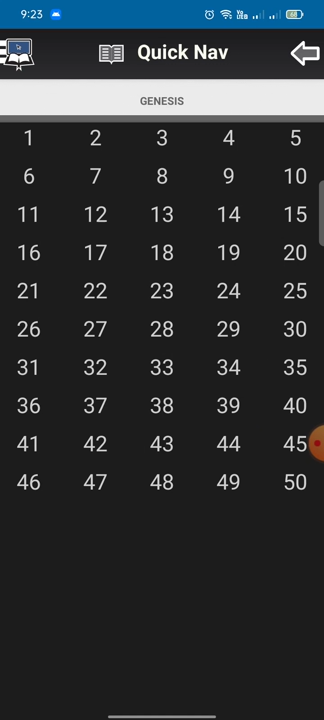 9:23
Quick Nav
GENESIS
1 2 3 4 5
6 7 8 9 10
11 12 13 14 15
16 17 18 19 20
21 22 23 24 25
26 27 28 29 30
31 32 33 34 35
36 37 38 39 40
41 42 43 44 45
46 47 48 49 50